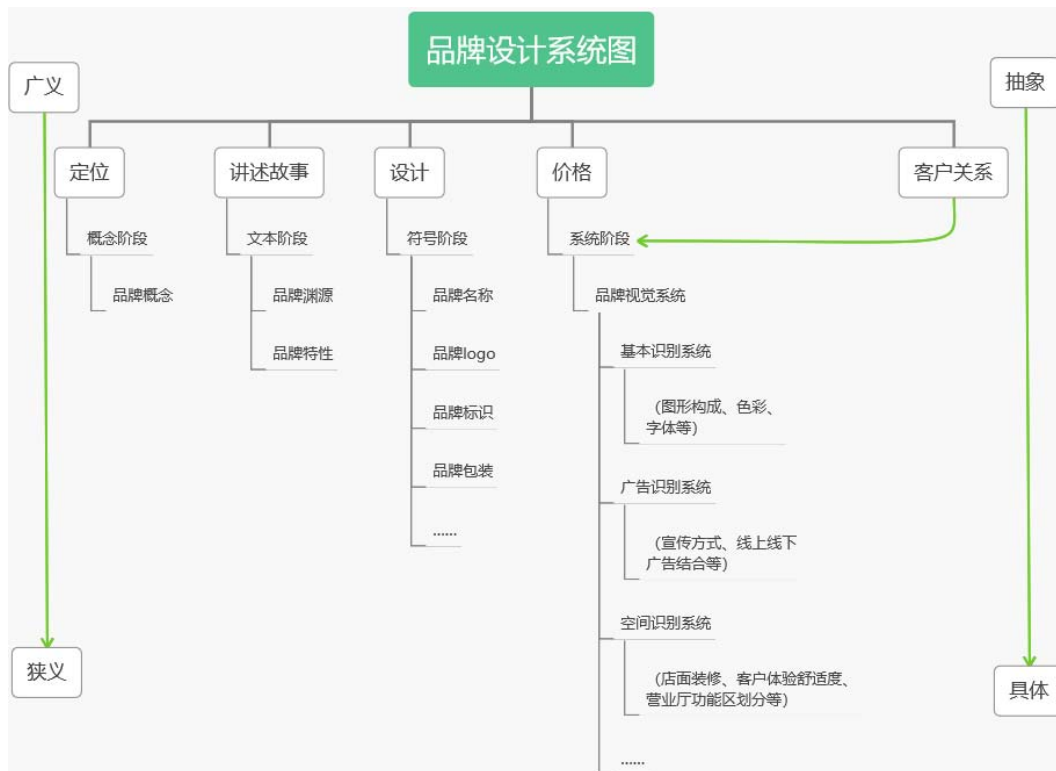 品牌设计系统图
广义
抽象
定位
讲述故事
设计
价格
客户关系
概念阶段
文本阶段
符号阶段
系统阶段
品牌概念
品牌渊源
品牌名称
品牌视觉系统
品牌特性
品牌logo
基本识别系统
品牌标识
（图形构成、色彩、
字体等）
品牌包装
广告识别系统
......
（宣传方式、线上线下
广告结合等）
空间识别系统
狭义
（店面装修、客户体验舒适度、
营业厅功能区划分等）
具体
......